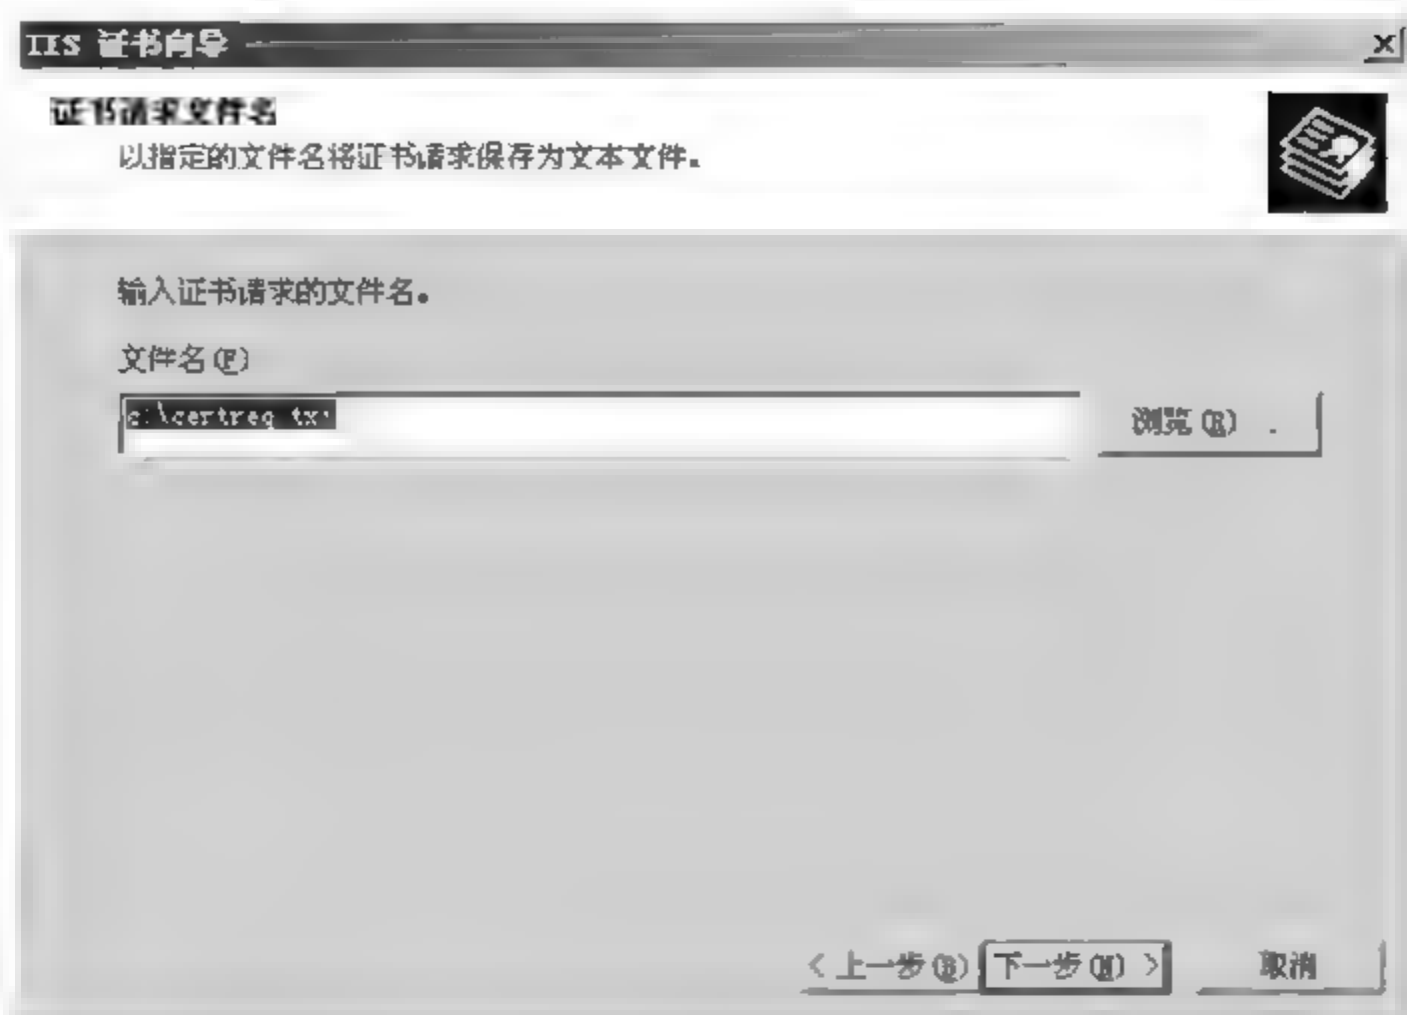 IIS 证书向导
证书请求文件名
以指定的文件名将证书请求保存为文本文件。
输入证书请求的文件名。
文件名(F)
c:\certreq.txt
浏览(R)...
< 上一步(B) 下一步(N) > 取消